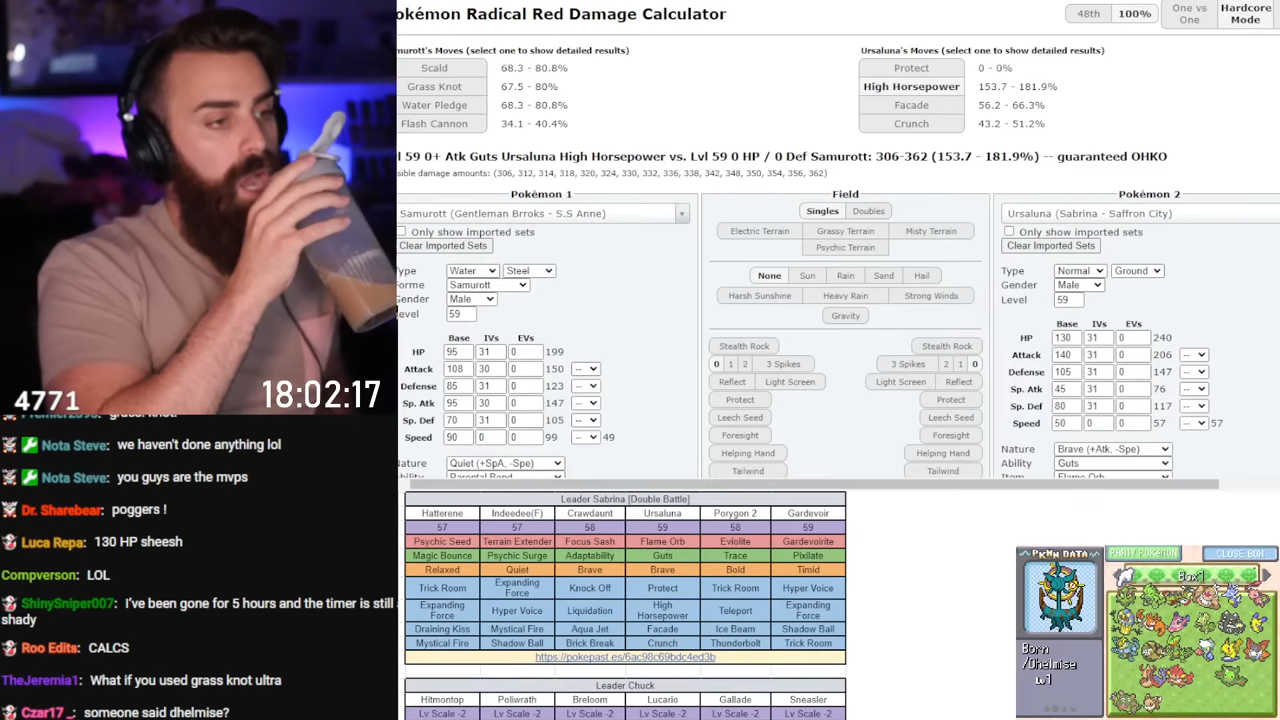 okémon Radical Red Damage Calculator
48th 100% One vs One Hardcore Mode
murott's Moves (select one to show detailed results)
Scald 68.3 - 80.8%
Grass Knot 67.5 - 80%
Water Pledge 68.3 - 80.8%
Flash Cannon 34.1 - 40.4%
Ursaluna's Moves (select one to show detailed results)
Protect 0 - 0%
High Horsepower 153.7 - 181.9%
Facade 56.2 - 66.3%
Crunch 43.2 - 51.2%
l 59 0+ Atk Guts Ursaluna High Horsepower vs. Lvl 59 0 HP / 0 Def Samurott: 306-362 (153.7 - 181.9%) -- guaranteed OHKO
sible damage amounts: (306, 312, 314, 318, 320, 324, 330, 332, 336, 338, 342, 348, 350, 354, 356, 362)
Pokémon 1
Samurott (Gentleman Brroks - S.S Anne)
Only show imported sets
Clear Imported Sets
Type Water Steel
Forme Samurott
Gender Male
Level 59
Base IVs EVs
HP 95 31 0 199
Attack 108 30 0 150 --
Defense 85 31 0 123 --
Sp. Atk 95 30 0 147 --
Sp. Def 70 31 0 105 --
Speed 90 0 0 99 -- 49
Nature Quiet (+SpA, -Spe)
Ability Parental Bond
Field
Singles Doubles
Electric Terrain Grassy Terrain Misty Terrain
Psychic Terrain
None Sun Rain Sand Hail
Harsh Sunshine Heavy Rain Strong Winds
Gravity
Stealth Rock Stealth Rock
0 1 2 3 Spikes 3 Spikes 2 1 0
Reflect Light Screen Light Screen Reflect
Protect Protect
Leech Seed Leech Seed
Foresight Foresight
Helping Hand Helping Hand
Tailwind Tailwind
Pokémon 2
Ursaluna (Sabrina - Saffron City)
Only show imported sets
Clear Imported Sets
Type Normal Ground
Gender Male
Level 59
Base IVs EVs
HP 130 31 0 240
Attack 140 31 0 206 --
Defense 105 31 0 147 --
Sp. Atk 45 31 0 76 --
Sp. Def 80 31 0 117 --
Speed 50 0 0 57 -- 57
Nature Brave (+Atk, -Spe)
Ability Guts
Item Flame Orb
4771 18:02:17
Nota Steve: we haven't done anything lol
Nota Steve: you guys are the mvps
Dr. Sharebear: poggers !
Luca Repa: 130 HP sheesh
Compverson: LOL
ShinySniper007: I've been gone for 5 hours and the timer is still
shady
Roo Edits: CALCS
TheJeremia1: What if you used grass knot ultra
Czar17_: someone said dhelmise?
Leader Sabrina [Double Battle]
Hatterene Indeedee(F) Crawdaunt Ursaluna Porygon 2 Gardevoir
57 57 58 59 58 59
Psychic Seed Terrain Extender Focus Sash Flame Orb Eviolite Gardevoirite
Magic Bounce Psychic Surge Adaptability Guts Trace Pixilate
Relaxed Quiet Brave Brave Bold Timid
Trick Room Expanding Force Knock Off Protect Trick Room Hyper Voice
Expanding Force Hyper Voice Liquidation High Horsepower Teleport Expanding Force
Draining Kiss Mystical Fire Aqua Jet Facade Ice Beam Shadow Ball
Mystical Fire Shadow Ball Brick Break Crunch Thunderbolt Trick Room
https://pokepast.es/6ac98c69bdc4ed3b
Leader Chuck
Hitmontop Poliwrath Breloom Lucario Gallade Sneasler
Lv Scale -2 Lv Scale -2 Lv Scale -2 Lv Scale -2 Lv Scale -2 Lv Scale -2
PKMN DATA PARTY POKéMON CLOSE BOX
Box1